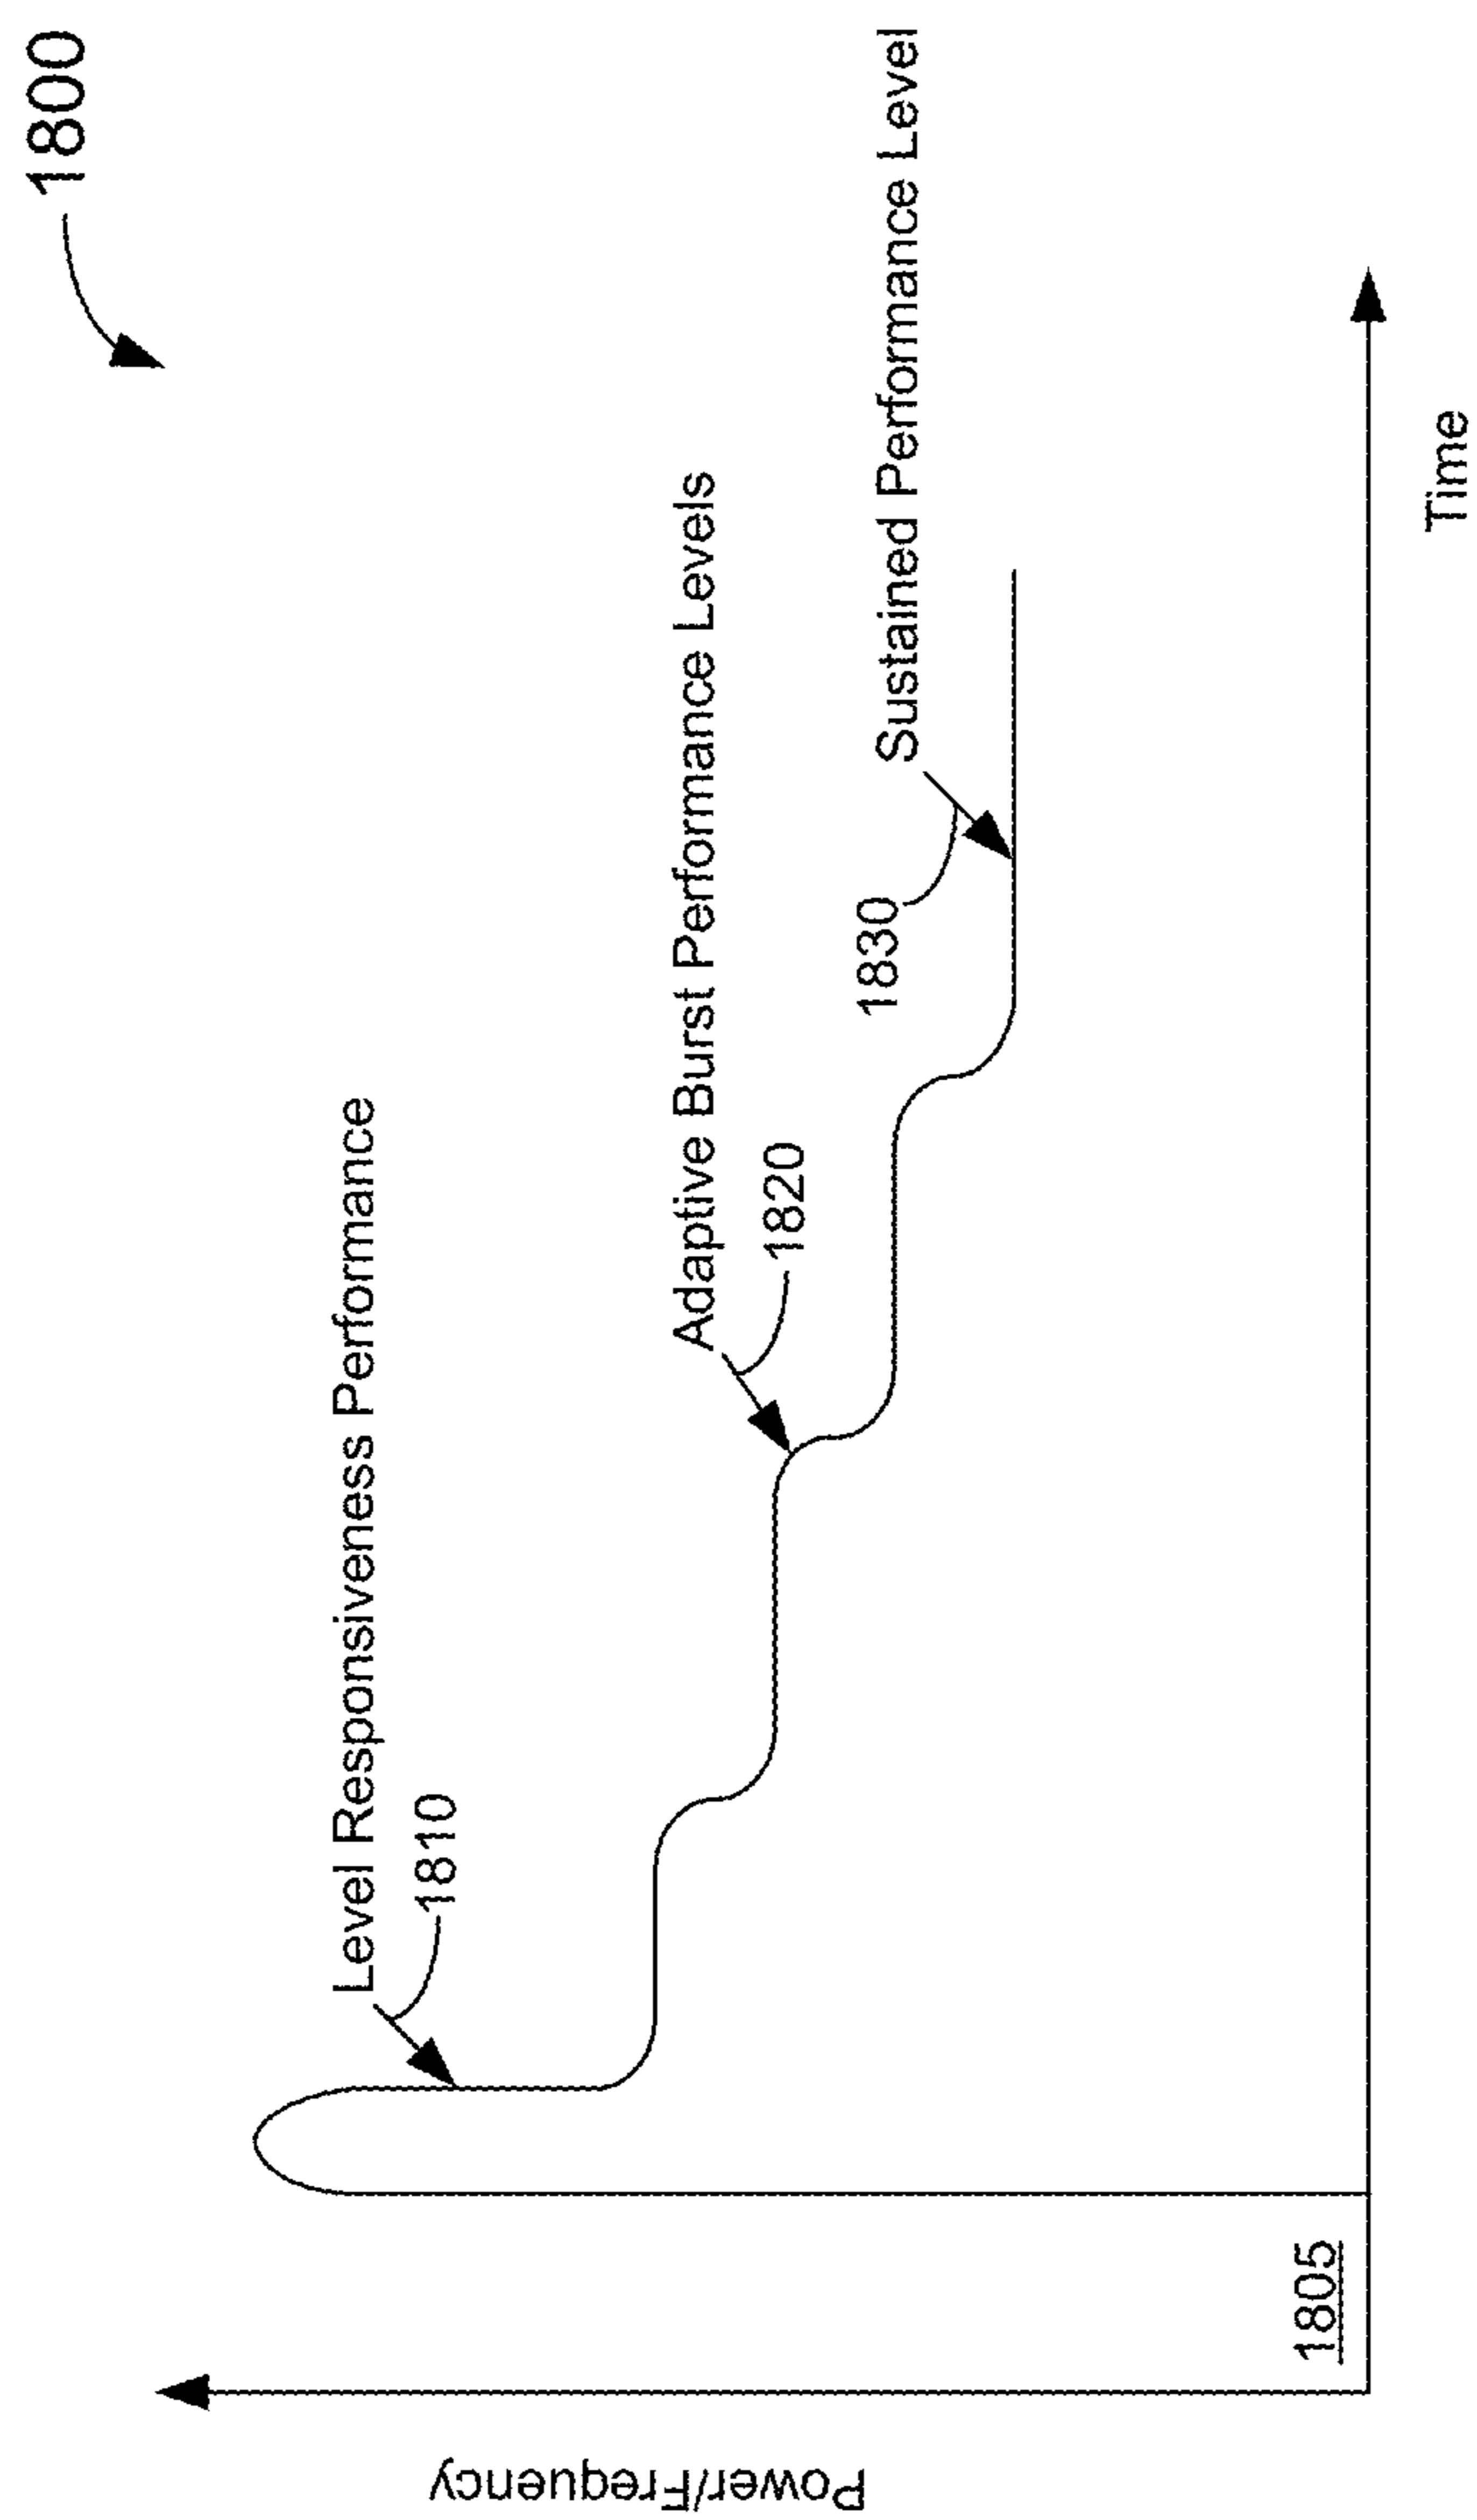 1800
Level Responsiveness Performance
1810
Adaptive Burst Performance Levels
1820
Sustained Performance Level
1830
Power/Frequency
1805
Time